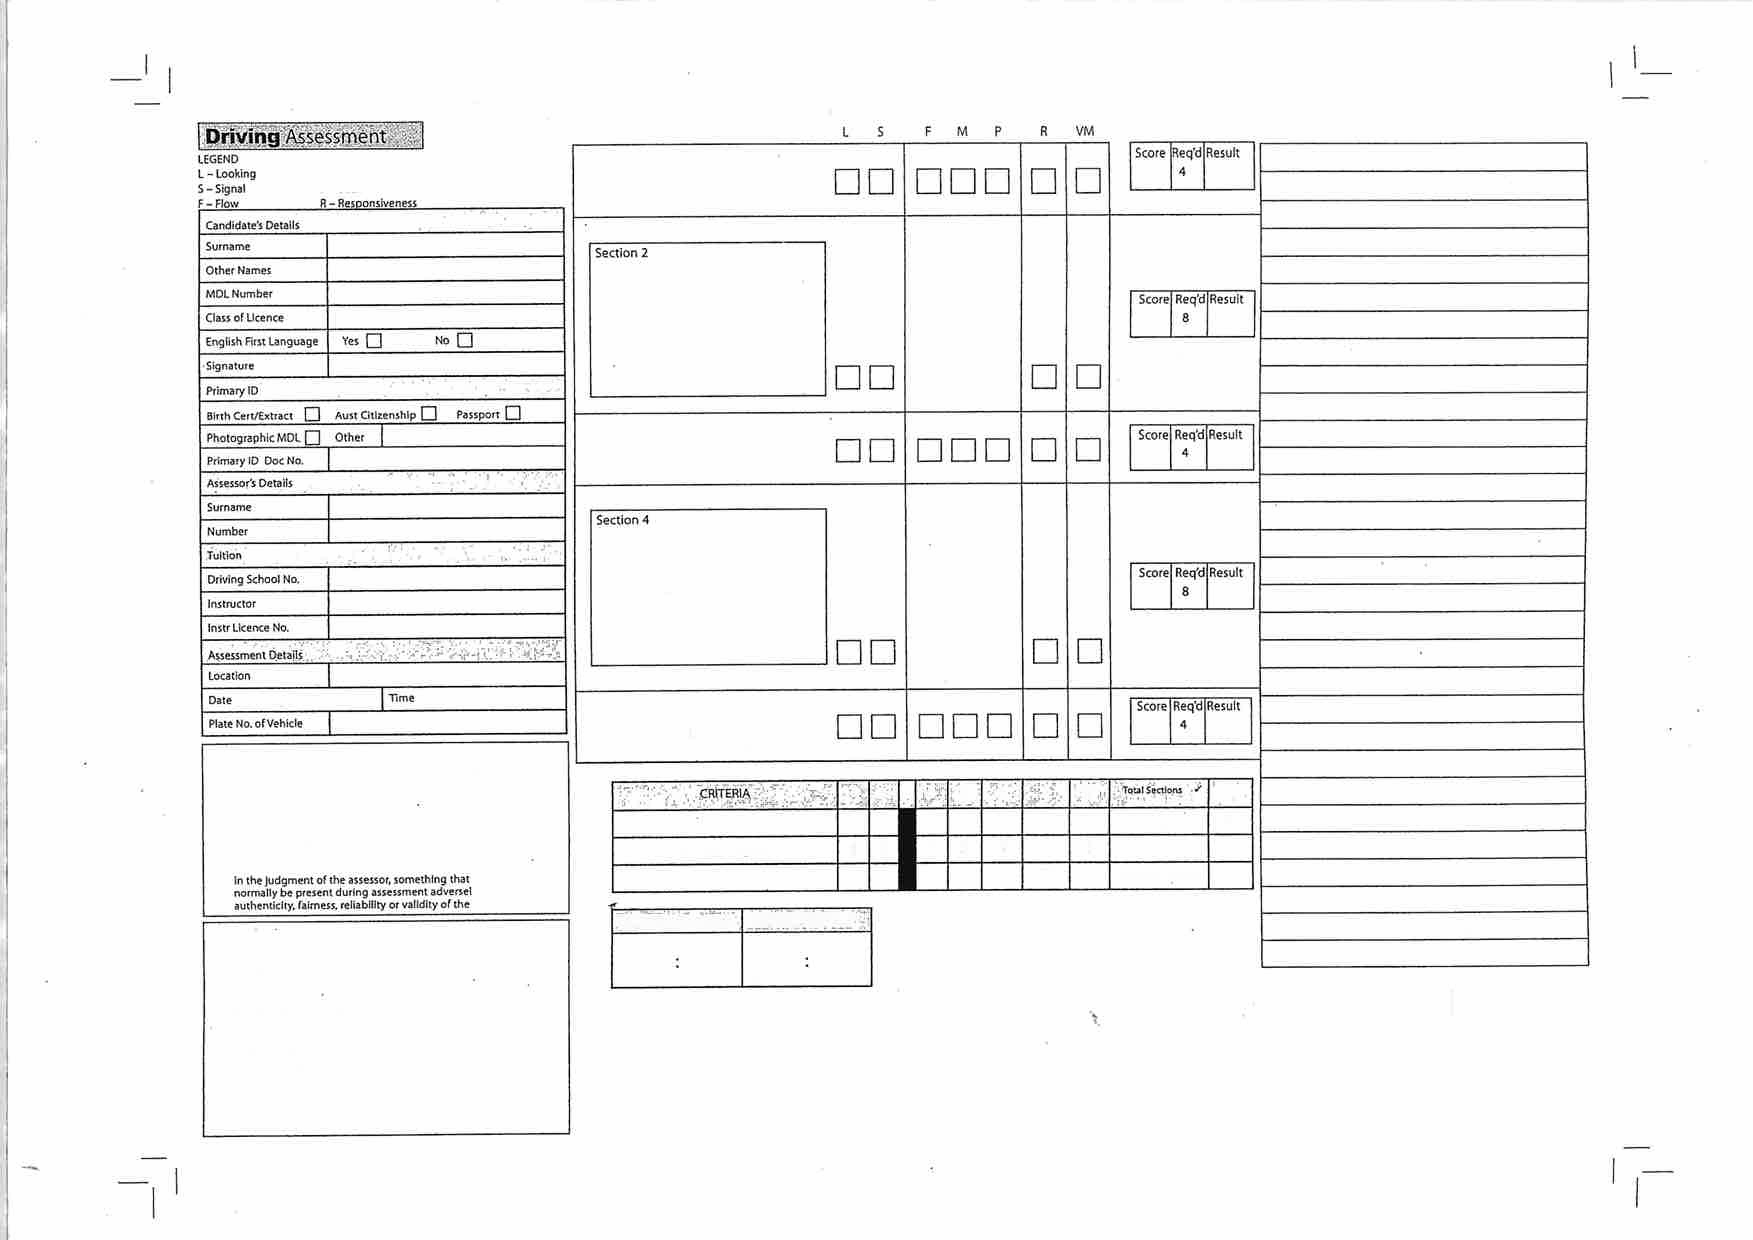 Driving Assessment
LEGEND
L – Looking
S – Signal
F – Flow R – Responsiveness
Candidate's Details
Surname
Other Names
MDL Number
Class of Licence
English First Language Yes No
Signature
Primary ID
Birth Cert/Extract Aust Citizenship Passport
Photographic MDL Other
Primary ID Doc No.
Assessor's Details
Surname
Number
Tuition
Driving School No.
Instructor
Instr Licence No.
Assessment Details
Location
Date Time
Plate No. of Vehicle
In the judgment of the assessor, something that
normally be present during assessment adversel
authenticity, fairness, reliability or validity of the
L S F M P R VM
Score Req'd Result
4
Section 2
Score Req'd Result
8
Score Req'd Result
4
Section 4
Score Req'd Result
8
Score Req'd Result
4
CRITERIA Total Sections ✓
: :